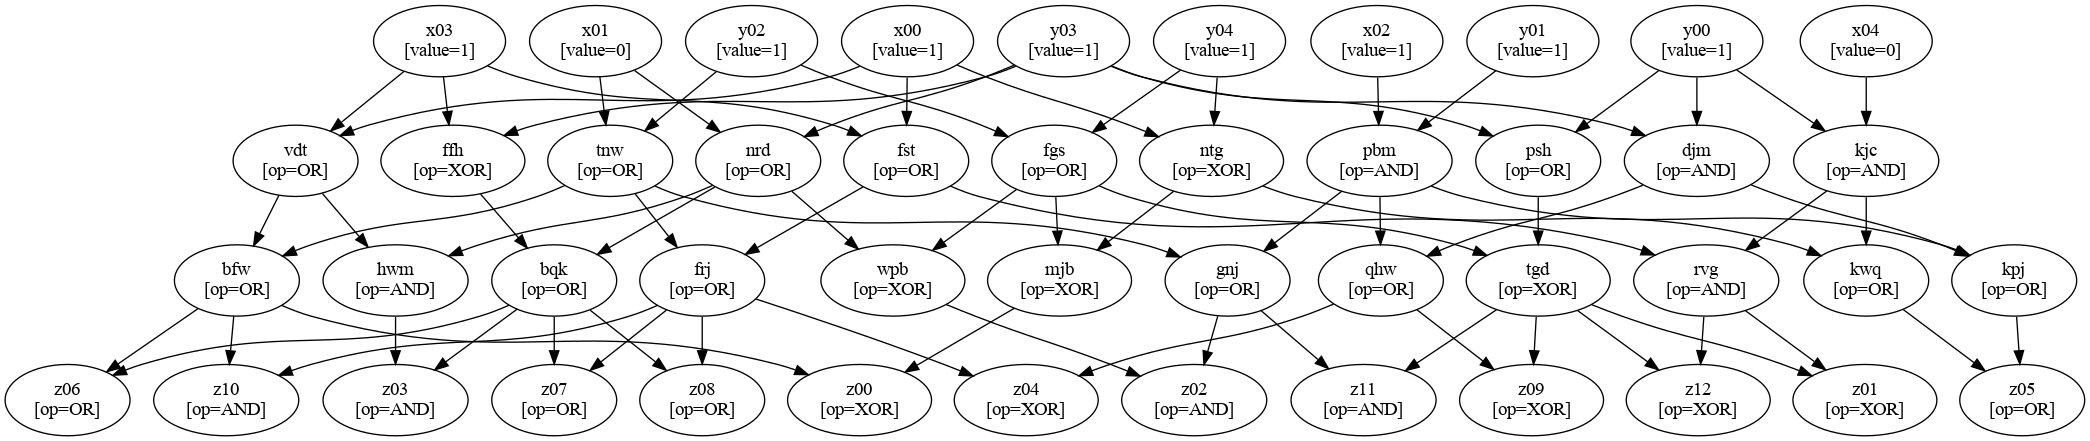 x03
[value=1]
x01
[value=0]
y02
[value=1]
x00
[value=1]
y03
[value=1]
y04
[value=1]
x02
[value=1]
y01
[value=1]
y00
[value=1]
x04
[value=0]
vdt
[op=OR]
ffh
[op=XOR]
tnw
[op=OR]
nrd
[op=OR]
fst
[op=OR]
fgs
[op=OR]
ntg
[op=XOR]
pbm
[op=AND]
psh
[op=OR]
djm
[op=AND]
kjc
[op=AND]
bfw
[op=OR]
hwm
[op=AND]
bqk
[op=OR]
frj
[op=OR]
wpb
[op=XOR]
mjb
[op=XOR]
gnj
[op=OR]
qhw
[op=OR]
tgd
[op=XOR]
rvg
[op=AND]
kwq
[op=OR]
kpj
[op=OR]
z06
[op=OR]
z10
[op=AND]
z03
[op=AND]
z07
[op=OR]
z08
[op=OR]
z00
[op=XOR]
z04
[op=XOR]
z02
[op=AND]
z11
[op=AND]
z09
[op=XOR]
z12
[op=XOR]
z01
[op=XOR]
z05
[op=OR]